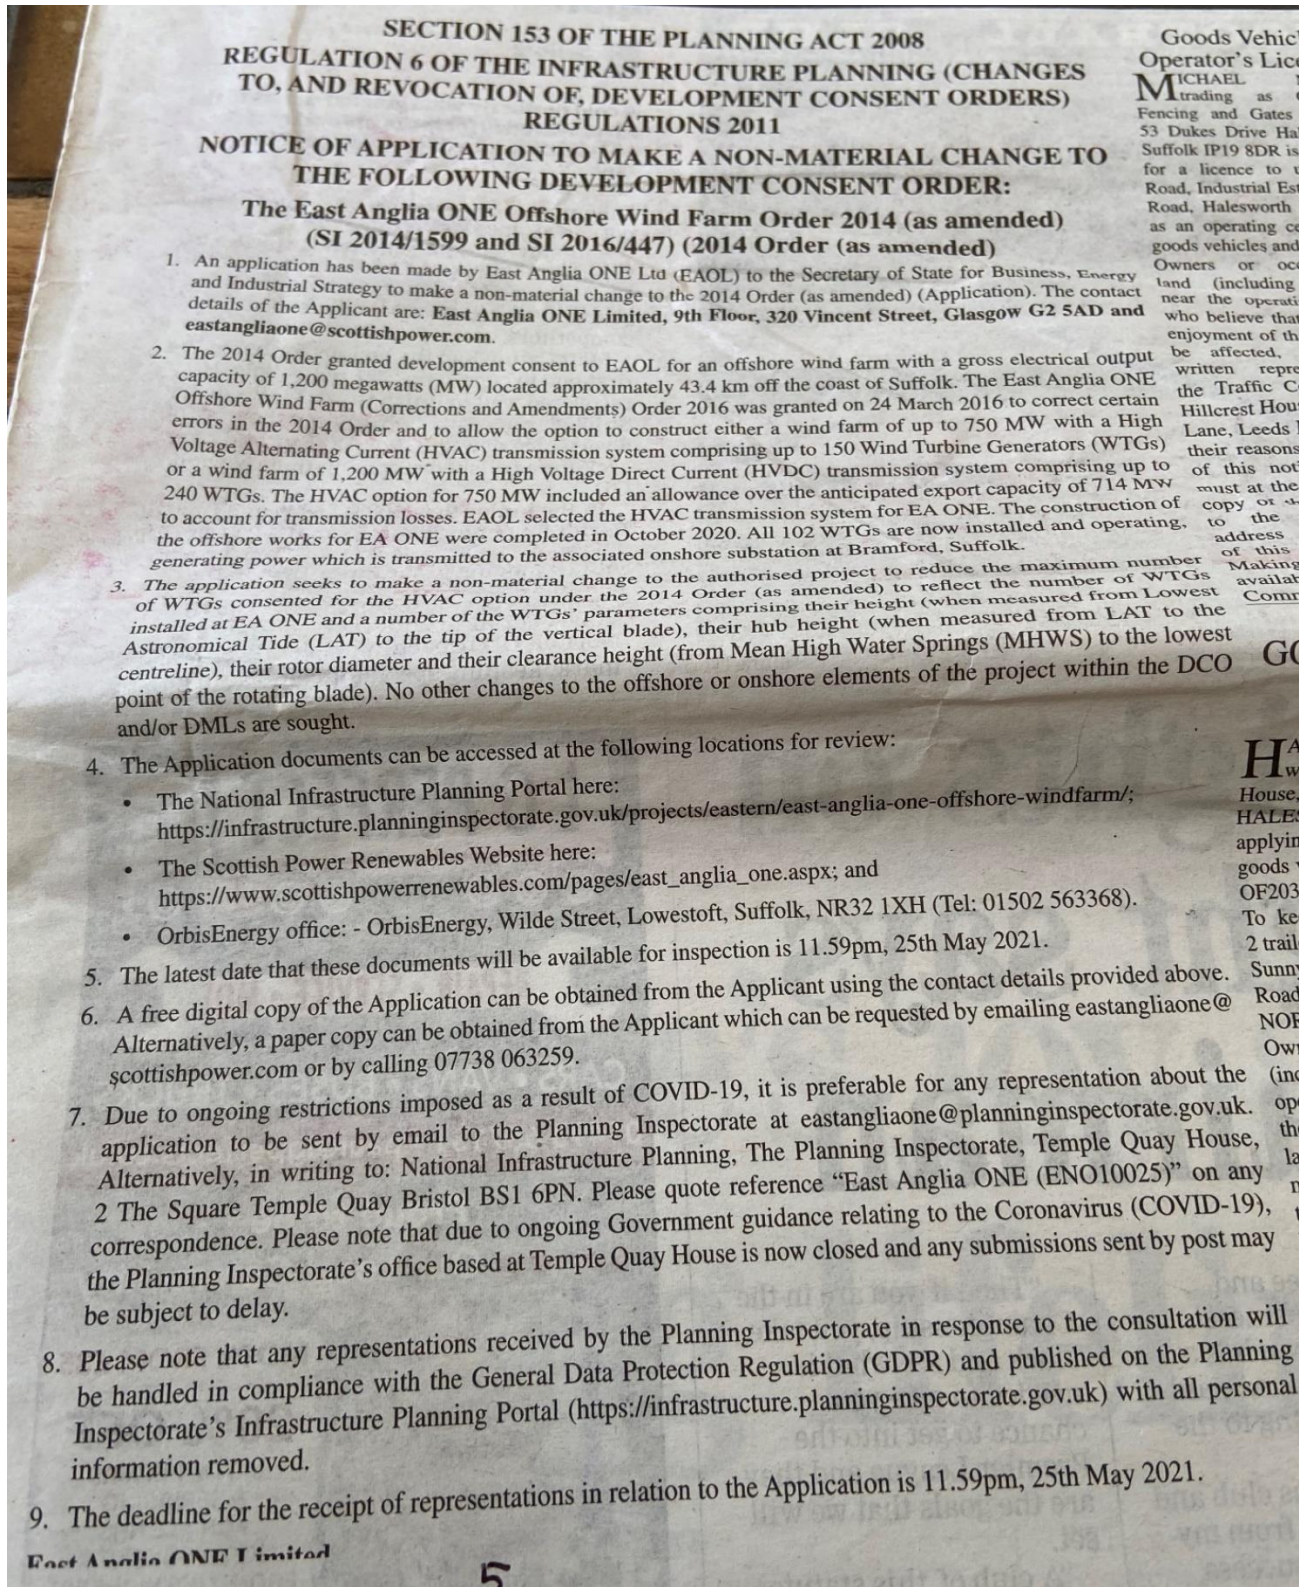 SECTION 153 OF THE PLANNING ACT 2008
REGULATION 6 OF THE INFRASTRUCTURE PLANNING (CHANGES
TO, AND REVOCATION OF, DEVELOPMENT CONSENT ORDERS)
REGULATIONS 2011
NOTICE OF APPLICATION TO MAKE A NON-MATERIAL CHANGE TO
THE FOLLOWING DEVELOPMENT CONSENT ORDER:
The East Anglia ONE Offshore Wind Farm Order 2014 (as amended)
(SI 2014/1599 and SI 2016/447) (2014 Order (as amended)
1. An application has been made by East Anglia ONE Ltd (EAOL) to the Secretary of State for Business, Energy
and Industrial Strategy to make a non-material change to the 2014 Order (as amended) (Application). The contact
details of the Applicant are: East Anglia ONE Limited, 9th Floor, 320 Vincent Street, Glasgow G2 5AD and
eastangliaone@scottishpower.com.
2. The 2014 Order granted development consent to EAOL for an offshore wind farm with a gross electrical output
capacity of 1,200 megawatts (MW) located approximately 43.4 km off the coast of Suffolk. The East Anglia ONE
Offshore Wind Farm (Corrections and Amendments) Order 2016 was granted on 24 March 2016 to correct certain
errors in the 2014 Order and to allow the option to construct either a wind farm of up to 750 MW with a High
Voltage Alternating Current (HVAC) transmission system comprising up to 150 Wind Turbine Generators (WTGs)
or a wind farm of 1,200 MW with a High Voltage Direct Current (HVDC) transmission system comprising up to
240 WTGs. The HVAC option for 750 MW included an allowance over the anticipated export capacity of 714 MW
to account for transmission losses. EAOL selected the HVAC transmission system for EA ONE. The construction of
the offshore works for EA ONE were completed in October 2020. All 102 WTGs are now installed and operating,
generating power which is transmitted to the associated onshore substation at Bramford, Suffolk.
3. The application seeks to make a non-material change to the authorised project to reduce the maximum number
of WTGs consented for the HVAC option under the 2014 Order (as amended) to reflect the number of WTGs
installed at EA ONE and a number of the WTGs' parameters comprising their height (when measured from Lowest
Astronomical Tide (LAT) to the tip of the vertical blade), their hub height (when measured from LAT to the
centreline), their rotor diameter and their clearance height (from Mean High Water Springs (MHWS) to the lowest
point of the rotating blade). No other changes to the offshore or onshore elements of the project within the DCO
and/or DMLs are sought.
4. The Application documents can be accessed at the following locations for review:
• The National Infrastructure Planning Portal here:
https://infrastructure.planninginspectorate.gov.uk/projects/eastern/east-anglia-one-offshore-windfarm/;
• The Scottish Power Renewables Website here:
https://www.scottishpowerrenewables.com/pages/east_anglia_one.aspx; and
• OrbisEnergy office: - OrbisEnergy, Wilde Street, Lowestoft, Suffolk, NR32 1XH (Tel: 01502 563368).
5. The latest date that these documents will be available for inspection is 11.59pm, 25th May 2021.
6. A free digital copy of the Application can be obtained from the Applicant using the contact details provided above.
Alternatively, a paper copy can be obtained from the Applicant which can be requested by emailing eastangliaone@
scottishpower.com or by calling 07738 063259.
7. Due to ongoing restrictions imposed as a result of COVID-19, it is preferable for any representation about the
application to be sent by email to the Planning Inspectorate at eastangliaone@planninginspectorate.gov.uk.
Alternatively, in writing to: National Infrastructure Planning, The Planning Inspectorate, Temple Quay House,
2 The Square Temple Quay Bristol BS1 6PN. Please quote reference “East Anglia ONE (ENO10025)” on any
correspondence. Please note that due to ongoing Government guidance relating to the Coronavirus (COVID-19),
the Planning Inspectorate's office based at Temple Quay House is now closed and any submissions sent by post may
be subject to delay.
8. Please note that any representations received by the Planning Inspectorate in response to the consultation will
be handled in compliance with the General Data Protection Regulation (GDPR) and published on the Planning
Inspectorate's Infrastructure Planning Portal (https://infrastructure.planninginspectorate.gov.uk) with all personal
information removed.
9. The deadline for the receipt of representations in relation to the Application is 11.59pm, 25th May 2021.
East Anglia ONE Limited
5
Goods
Operator's
MICHAEL
trading as
Fencing and Gates
53 Dukes Drive
Suffolk IP19 8DR is
for a licence to
Road, Industrial
Road, Halesworth
as an operating
goods vehicles and
Owners or
land (including
near the
who believe that
enjoyment of
be affected,
written
the Traffic
Hillcrest
Lane, Leeds
their reasons
of this
must at the
copy of
to the
address
of this
Making
House,
goods
OF203
To
2
Road